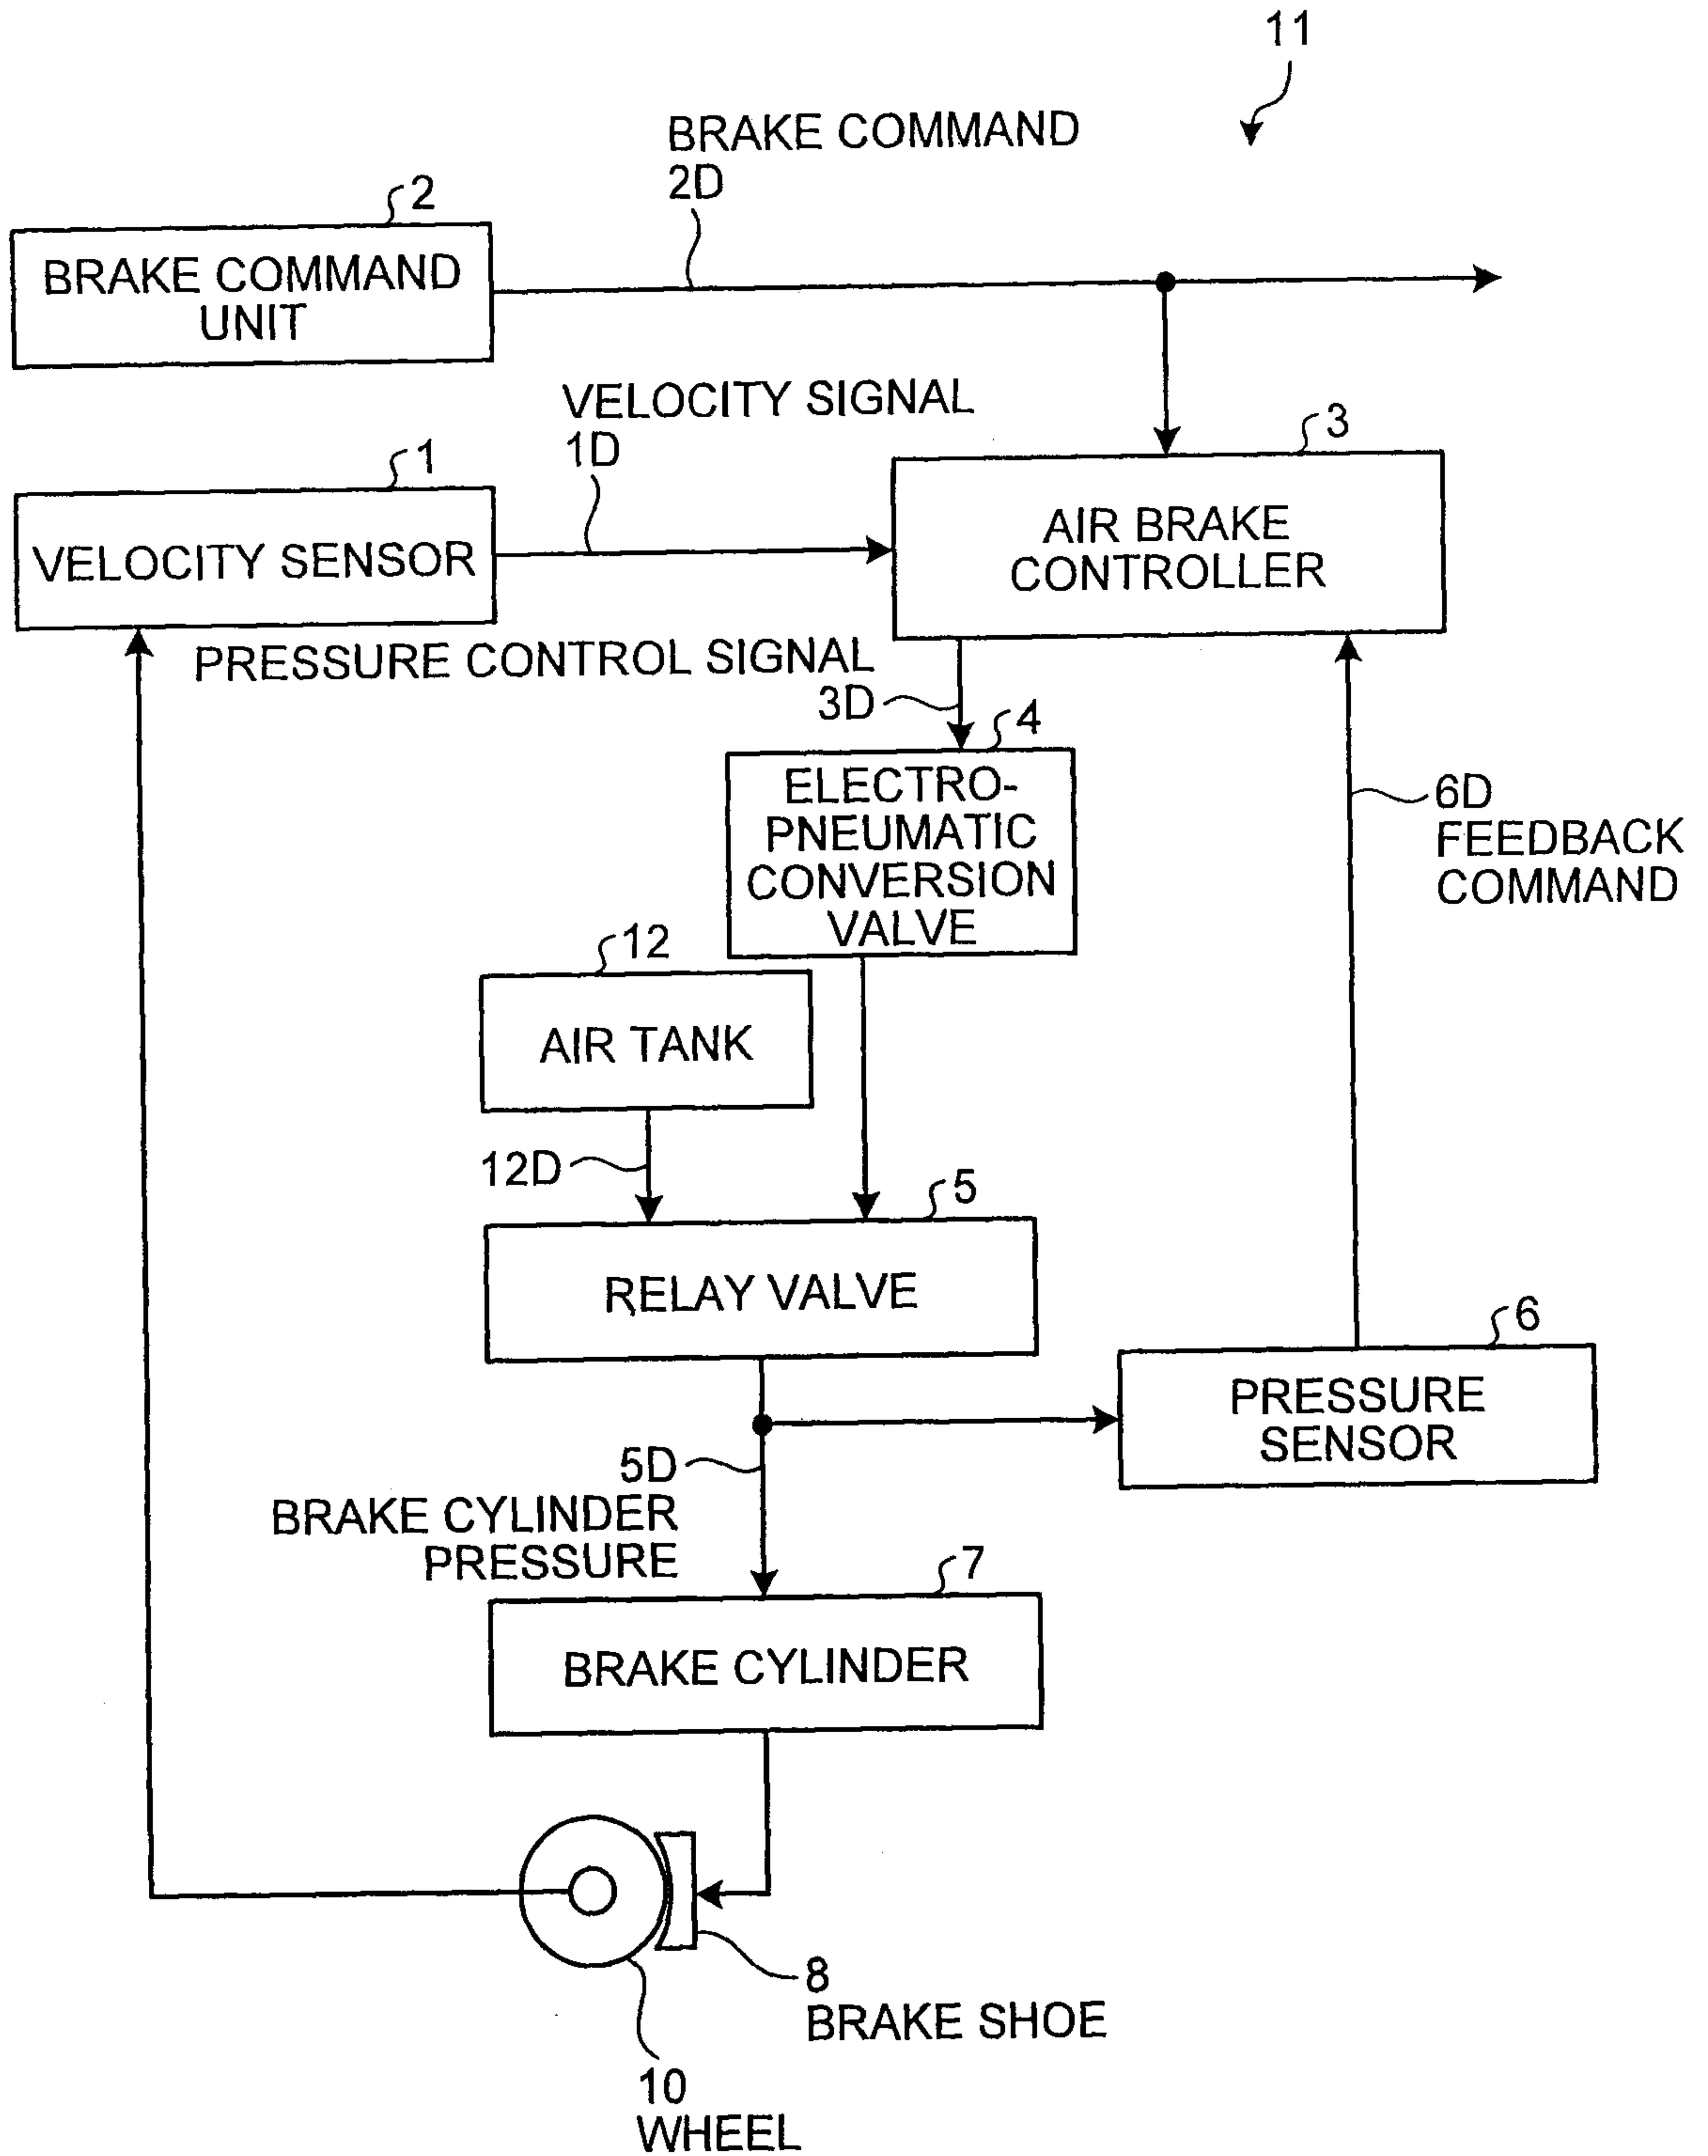 11
BRAKE COMMAND
2D
2
BRAKE COMMAND
UNIT
VELOCITY SIGNAL
1D
1
VELOCITY SENSOR
3
AIR BRAKE
CONTROLLER
PRESSURE CONTROL SIGNAL
3D
4
ELECTRO-
PNEUMATIC
CONVERSION
VALVE
6D
FEEDBACK
COMMAND
12
AIR TANK
12D
5
RELAY VALVE
6
PRESSURE
SENSOR
5D
BRAKE CYLINDER
PRESSURE
7
BRAKE CYLINDER
8
BRAKE SHOE
10
WHEEL